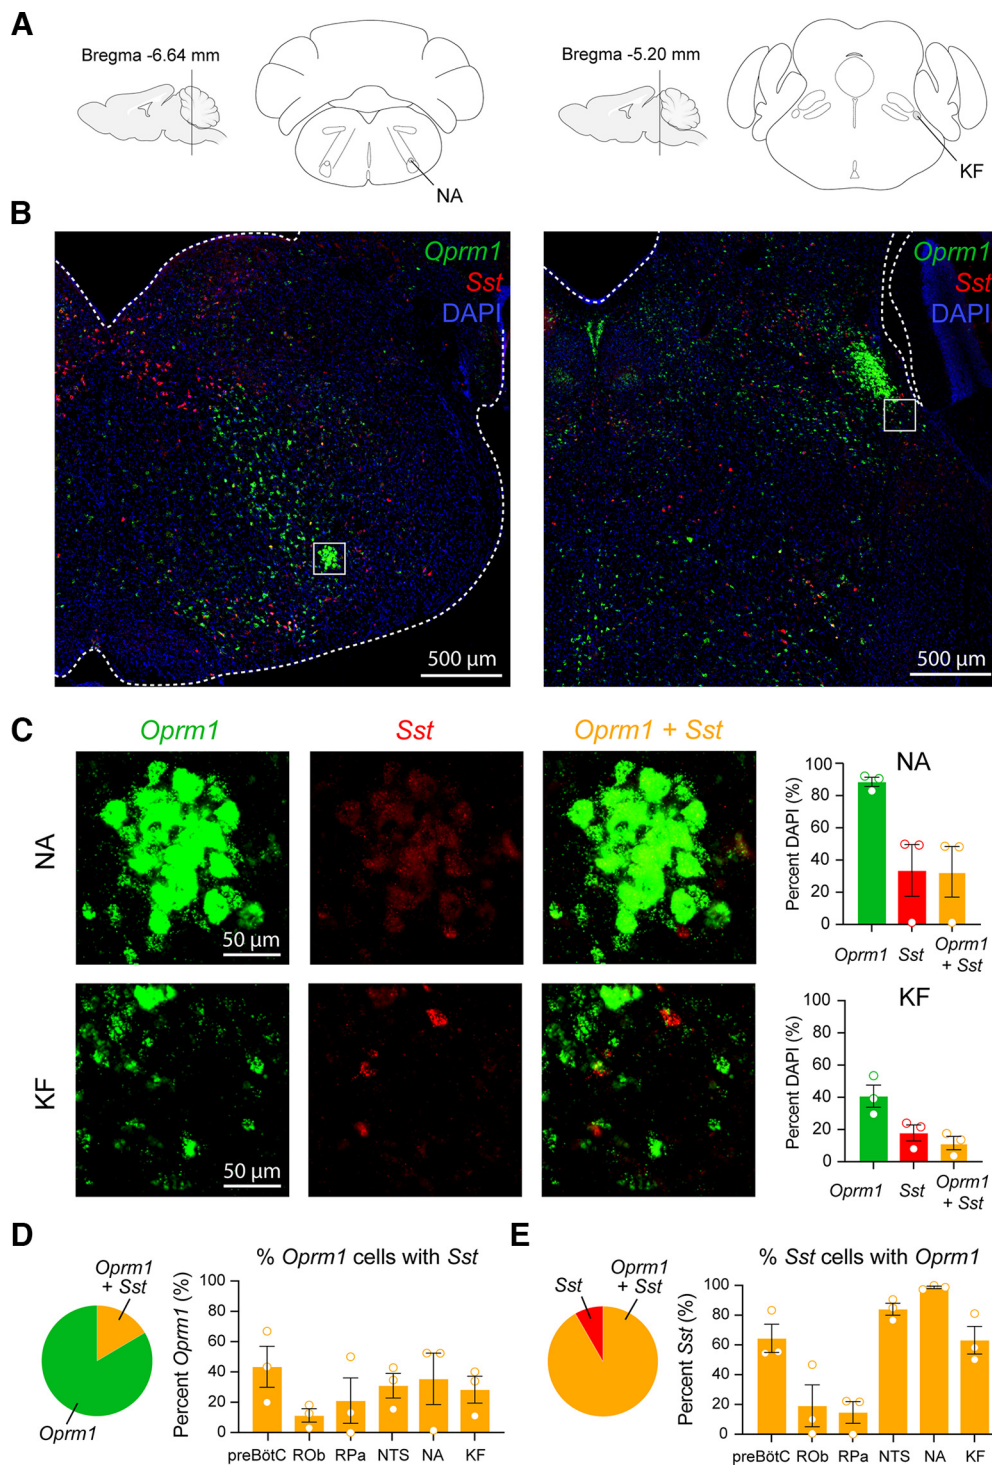 A
Bregma -6.64 mm
NA
Bregma -5.20 mm
KF
B
Oprm1
Sst
DAPI
500 µm
Oprm1
Sst
DAPI
500 µm
C
Oprm1
Sst
Oprm1 + Sst
NA
50 µm
NA
Percent DAPI (%)
100
80
60
40
20
0
Oprm1
Sst
Oprm1
+ Sst
KF
50 µm
KF
Percent DAPI (%)
100
80
60
40
20
0
Oprm1
Sst
Oprm1
+ Sst
D
Oprm1
+ Sst
Oprm1
% Oprm1 cells with Sst
Percent Oprm1 (%)
100
80
60
40
20
0
preBötC
ROb
RPa
NTS
NA
KF
E
Sst
Oprm1
+ Sst
% Sst cells with Oprm1
Percent Sst (%)
100
80
60
40
20
0
preBötC
ROb
RPa
NTS
NA
KF